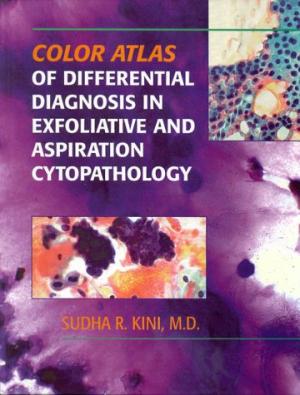 COLOR ATLAS
OF DIFFERENTIAL
DIAGNOSIS IN
EXFOLIATIVE AND
ASPIRATION
CYTOPATHOLOGY
SUDHA R. KINI, M.D.